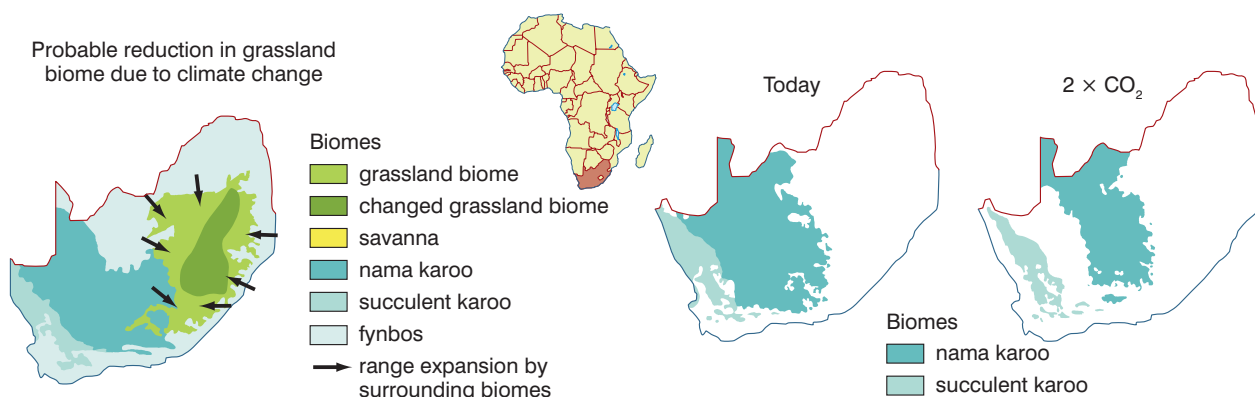 Probable reduction in grassland
biome due to climate change
Biomes
grassland biome
changed grassland biome
savanna
nama karoo
succulent karoo
fynbos
range expansion by
surrounding biomes
Today
2 × CO₂
Biomes
nama karoo
succulent karoo